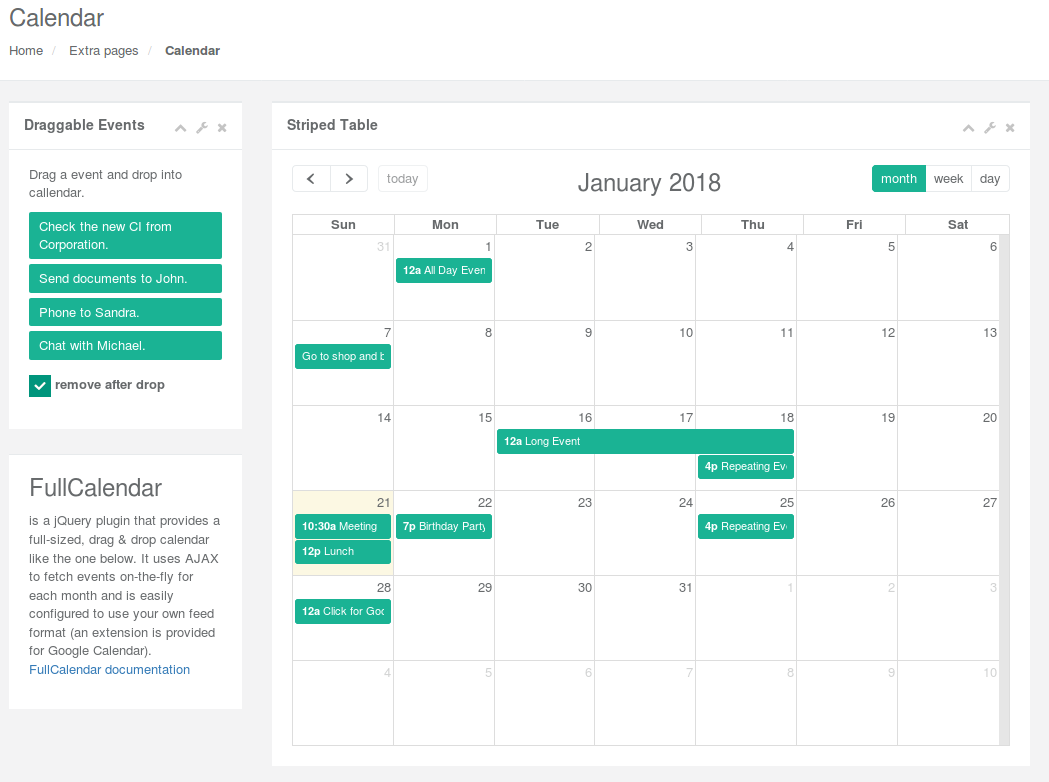 Calendar
Home / Extra pages / Calendar
Draggable Events
Drag a event and drop into
callendar.
Check the new CI from
Corporation.
Send documents to John.
Phone to Sandra.
Chat with Michael.
remove after drop
FullCalendar
is a jQuery plugin that provides a
full-sized, drag & drop calendar
like the one below. It uses AJAX
to fetch events on-the-fly for
each month and is easily
configured to use your own feed
format (an extension is provided
for Google Calendar).
FullCalendar documentation
Striped Table
today
January 2018
month week day
Sun Mon Tue Wed Thu Fri Sat
31 1 2 3 4 5 6
12a All Day Even
7 8 9 10 11 12 13
Go to shop and b
14 15 16 17 18 19 20
12a Long Event
4p Repeating Ev
21 22 23 24 25 26 27
10:30a Meeting 7p Birthday Party 4p Repeating Ev
12p Lunch
28 29 30 31 1 2 3
12a Click for Goo
4 5 6 7 8 9 10